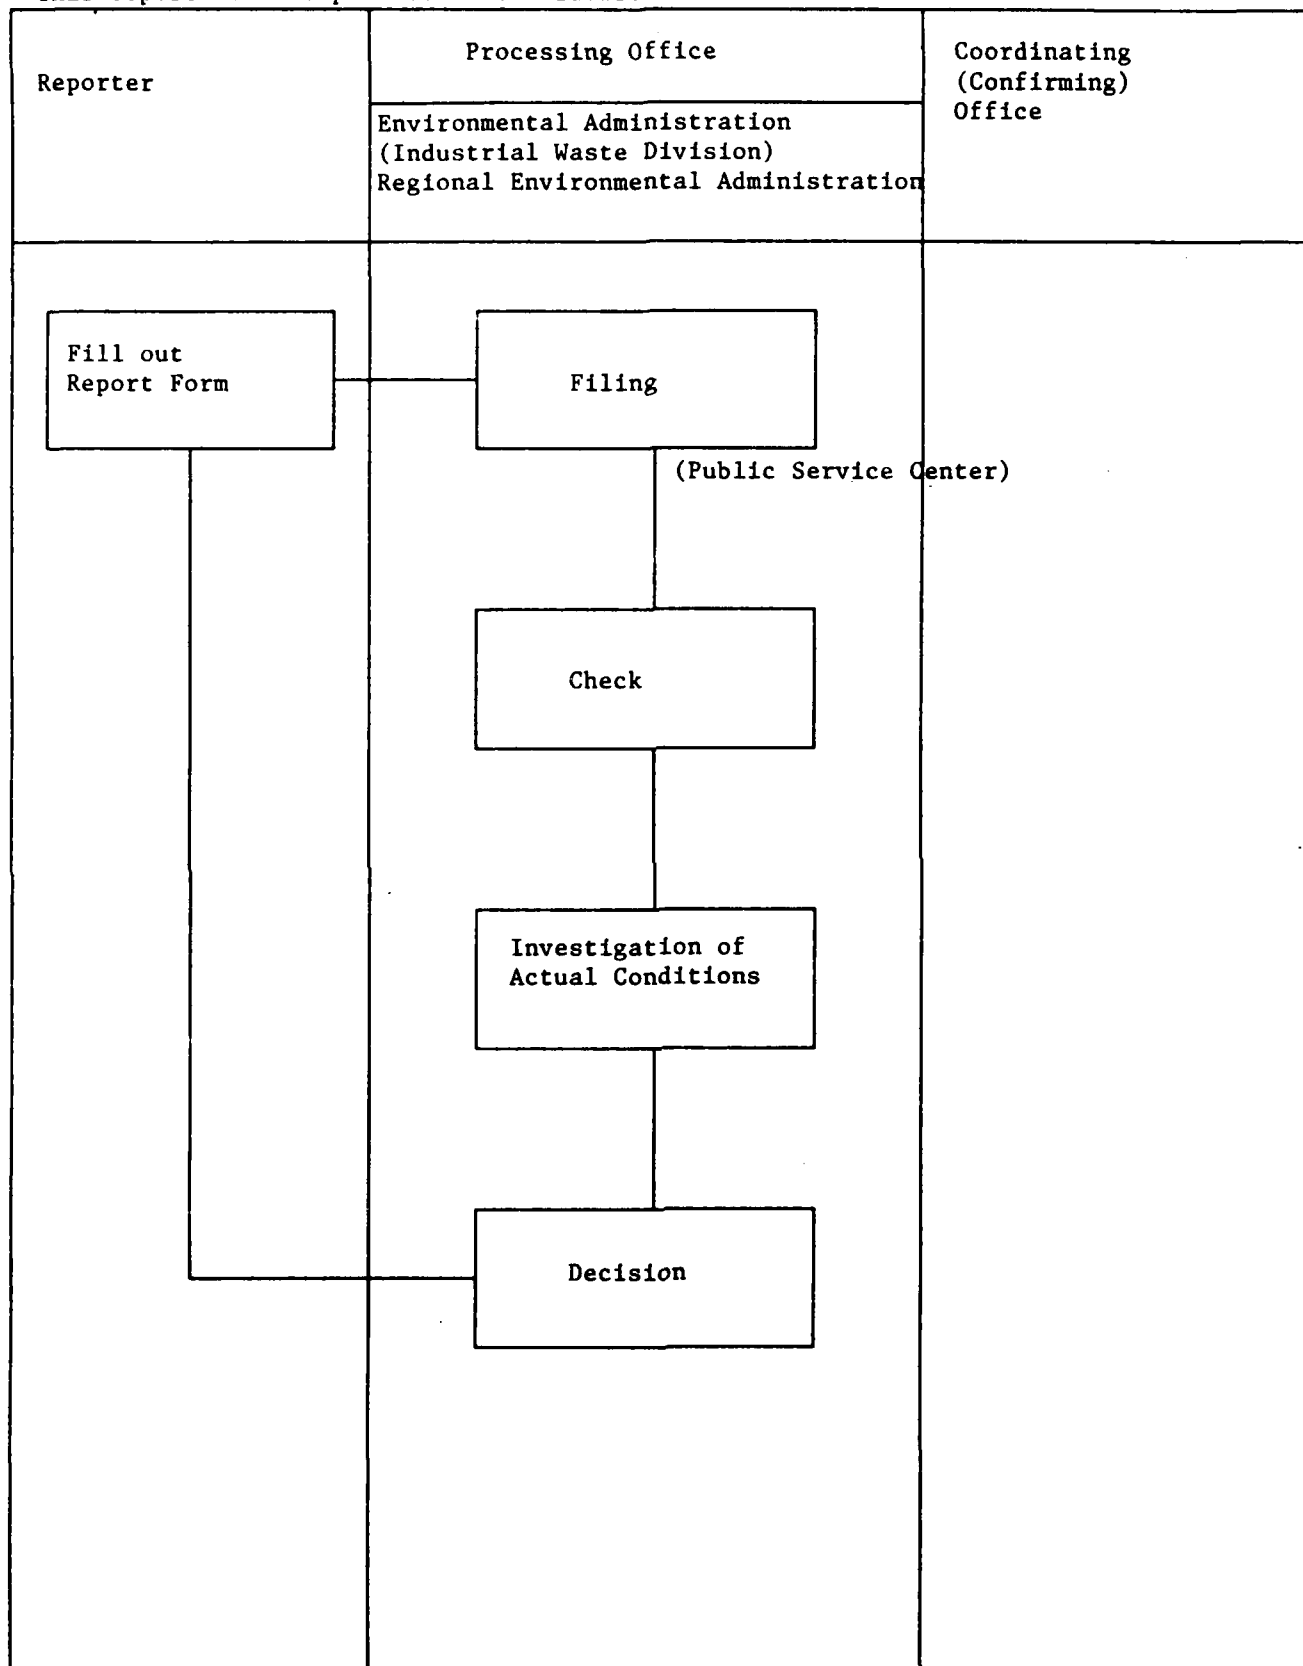 Reporter
Processing Office
Environmental Administration
(Industrial Waste Division)
Regional Environmental Administration
Coordinating
(Confirming)
Office
Fill out
Report Form
Filing
(Public Service Center)
Check
Investigation of
Actual Conditions
Decision